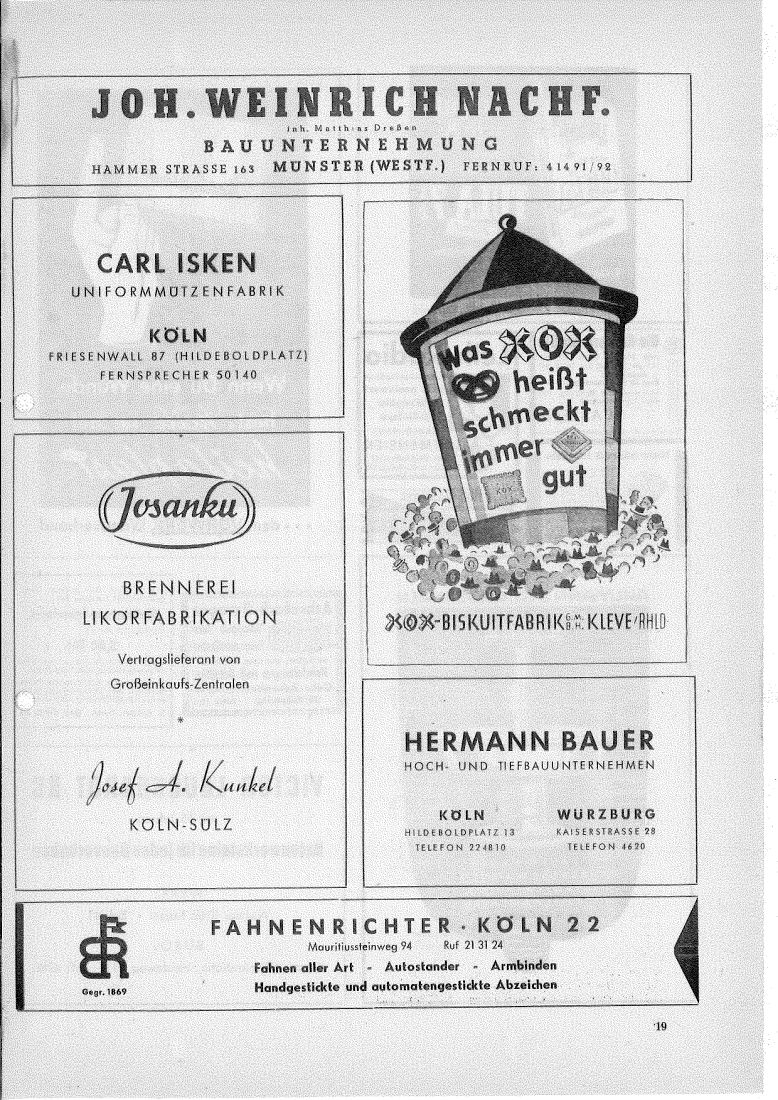 JOH. WEINRICH NACHF.
Inh. Matthias Dreßen
BAUUNTERNEHMUNG
HAMMER STRASSE 163 MÜNSTER (WESTF.) FERNRUF: 41491/92
CARL ISKEN
UNIFORMMÜTZENFABRIK
KÖLN
FRIESENWALL 87 (HILDEBOLDPLATZ)
FERNSPRECHER 50140
Josanku
BRENNEREI
LIKÖRFABRIKATION
Vertragslieferant von
Großeinkaufs-Zentralen
*
Josef A. Kunkel
KÖLN-SÜLZ
Was XOX
heißt
schmeckt
immer
gut
XOX
XOX-BISKUITFABRIK G.M.B.H. KLEVE/RHLD
HERMANN BAUER
HOCH- UND TIEFBAUUNTERNEHMEN
KÖLN WÜRZBURG
HILDEBOLDPLATZ 13 KAISERSTRASSE 28
TELEFON 224810 TELEFON 4620
FAHNENRICHTER · KÖLN 22
Mauritiussteinweg 94 Ruf 21 31 24
Fahnen aller Art - Autostander - Armbinden
Handgestickte und automatengestickte Abzeichen
Gegr. 1869
19